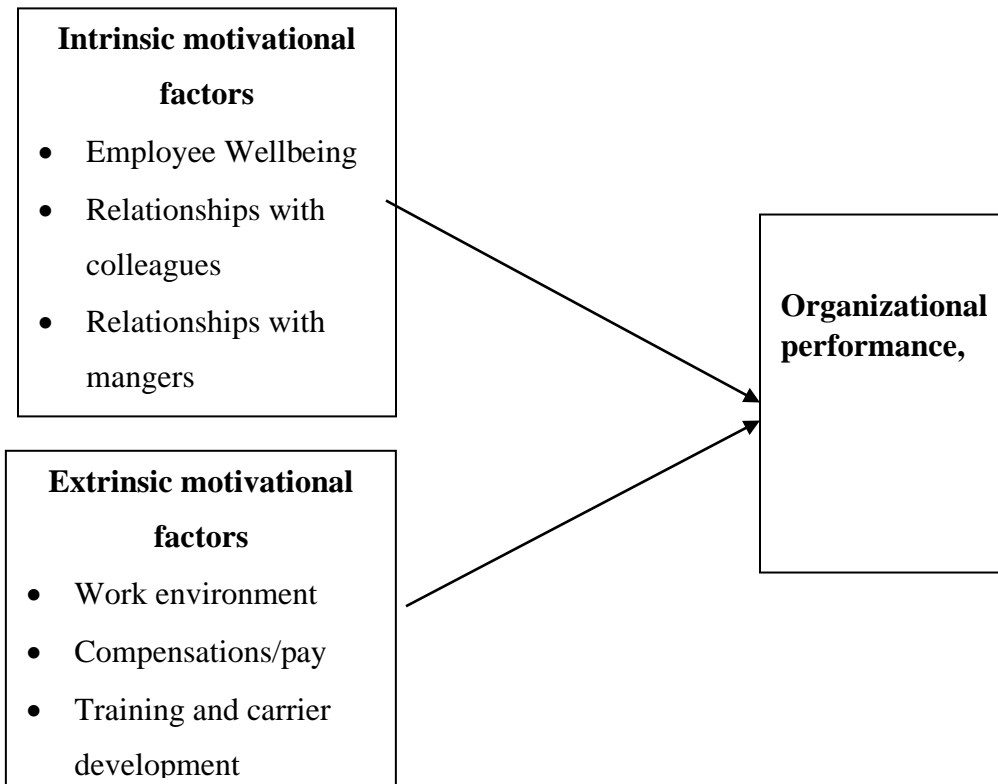 Intrinsic motivational
factors
• Employee Wellbeing
• Relationships with
colleagues
• Relationships with
mangers
Organizational
performance,
Extrinsic motivational
factors
• Work environment
• Compensations/pay
• Training and carrier
development